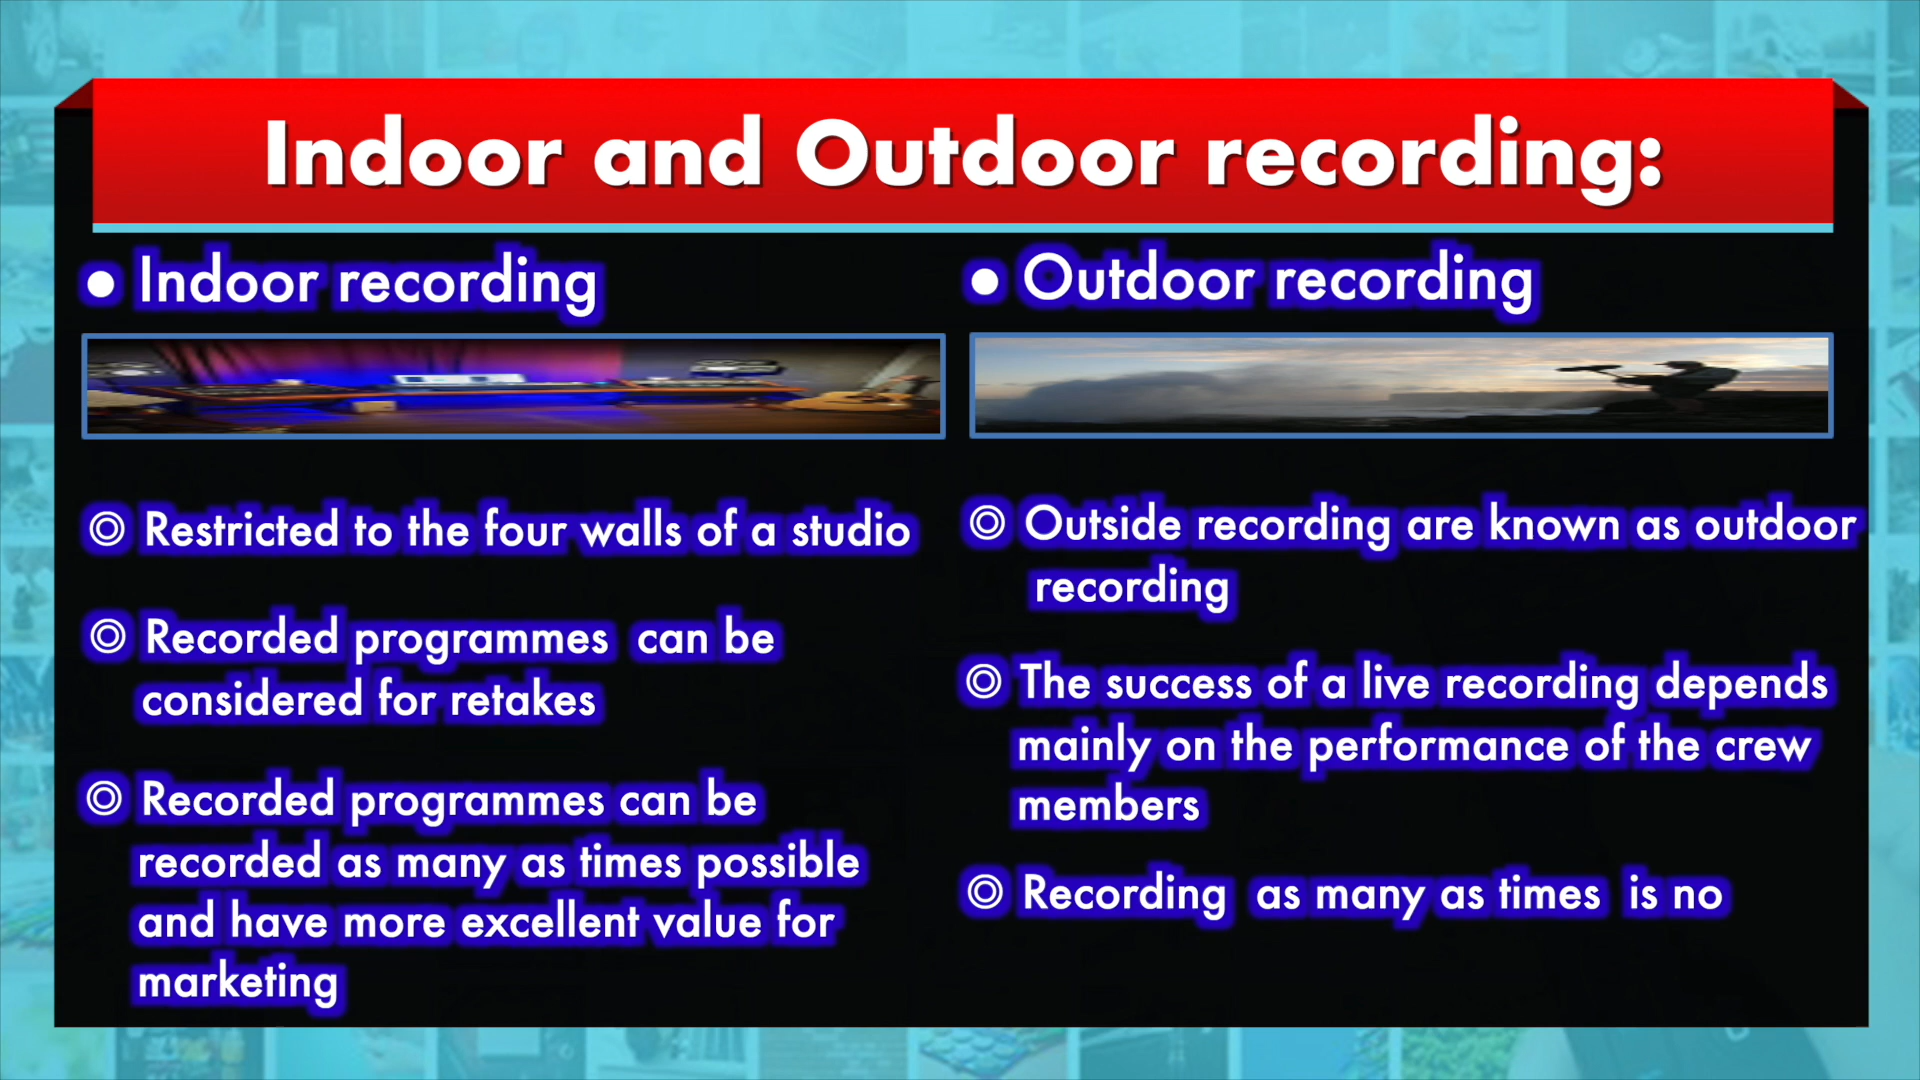 Indoor and Outdoor recording:
● Indoor recording
◎ Restricted to the four walls of a studio
◎ Recorded programmes can be
considered for retakes
◎ Recorded programmes can be
recorded as many as times possible
and have more excellent value for
marketing
● Outdoor recording
◎ Outside recording are known as outdoor
recording
◎ The success of a live recording depends
mainly on the performance of the crew
members
◎ Recording as many as times is no